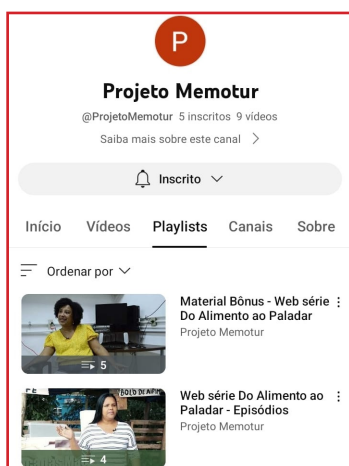 P
Projeto Memotur
@ProjetoMemotur 5 inscritos 9 vídeos
Saiba mais sobre este canal
Inscrito
Início Vídeos Playlists Canais Sobre
Ordenar por
Material Bônus - Web série
Do Alimento ao Paladar
Projeto Memotur
5
BOLO DI
Web série Do Alimento ao
Paladar - Episódios
Projeto Memotur
4